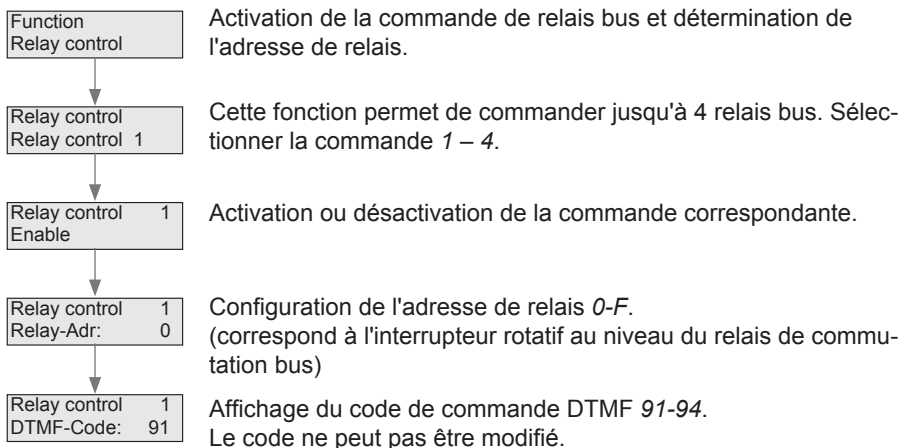 Function
Relay control
Activation de la commande de relais bus et détermination de
l'adresse de relais.
Relay control
Relay control 1
Cette fonction permet de commander jusqu'à 4 relais bus. Sélec-
tionner la commande 1 – 4.
Relay control 1
Enable
Activation ou désactivation de la commande correspondante.
Relay control 1
Relay-Adr: 0
Configuration de l'adresse de relais 0-F.
(correspond à l'interrupteur rotatif au niveau du relais de commu-
tation bus)
Relay control 1
DTMF-Code: 91
Affichage du code de commande DTMF 91-94.
Le code ne peut pas être modifié.